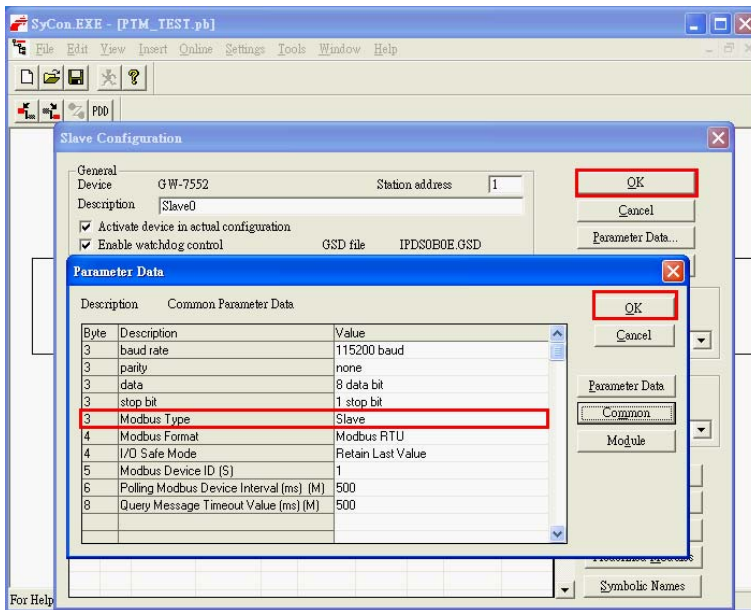 SyCon.EXE - [PTM_TEST.pb]
File Edit View Insert Online Settings Tools Window Help
PDD
Slave Configuration
General
Device GW-7552 Station address 1
Description Slave0
Activate device in actual configuration
Enable watchdog control GSD file IPDS0B0E.GSD
OK
Cancel
Parameter Data...
Parameter Data
Description Common Parameter Data
Byte Description Value
3 baud rate 115200 baud
3 parity none
3 data 8 data bit
3 stop bit 1 stop bit
3 Modbus Type Slave
4 Modbus Format Modbus RTU
4 I/O Safe Mode Retain Last Value
5 Modbus Device ID (S) 1
6 Polling Modbus Device Interval (ms) (M) 500
8 Query Message Timeout Value (ms) (M) 500
OK
Cancel
Parameter Data
Common
Module
Symbolic Names
For Help